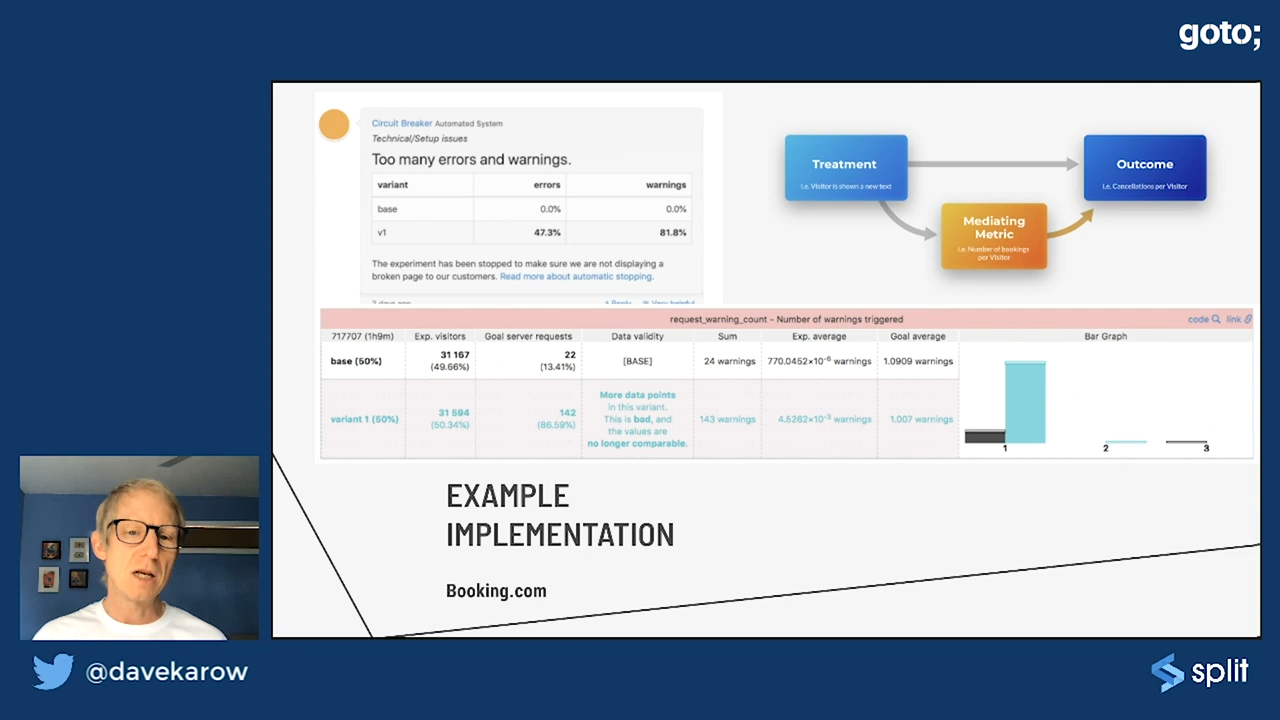 goto;
Circuit Breaker Automated System
Technical/Setup issues
Too many errors and warnings.
variant errors warnings
base 0.0% 0.0%
v1 47.3% 81.8%
The experiment has been stopped to make sure we are not displaying a
broken page to our customers. Read more about automatic stopping.
Treatment
i.e. Visitor is shown a new text
Outcome
i.e. Cancellations per Visitor
Mediating
Metric
i.e. Number of bookings
per Visitor
request_warning_count - Number of warnings triggered code link
717707 (1h9m) Exp. visitors Goal server requests Data validity Sum Exp. average Goal average Bar Graph
base (50%) 31 167 (49.66%) 22 (13.41%) [BASE] 24 warnings 770.0452×10⁻⁶ warnings 1.0909 warnings
variant 1 (50%) 31 594 (50.34%) 142 (86.59%) More data points in this variant. This is bad, and the values are no longer comparable. 143 warnings 4.5262×10⁻³ warnings 1.007 warnings
1 2 3
EXAMPLE
IMPLEMENTATION
Booking.com
@davekarow
split